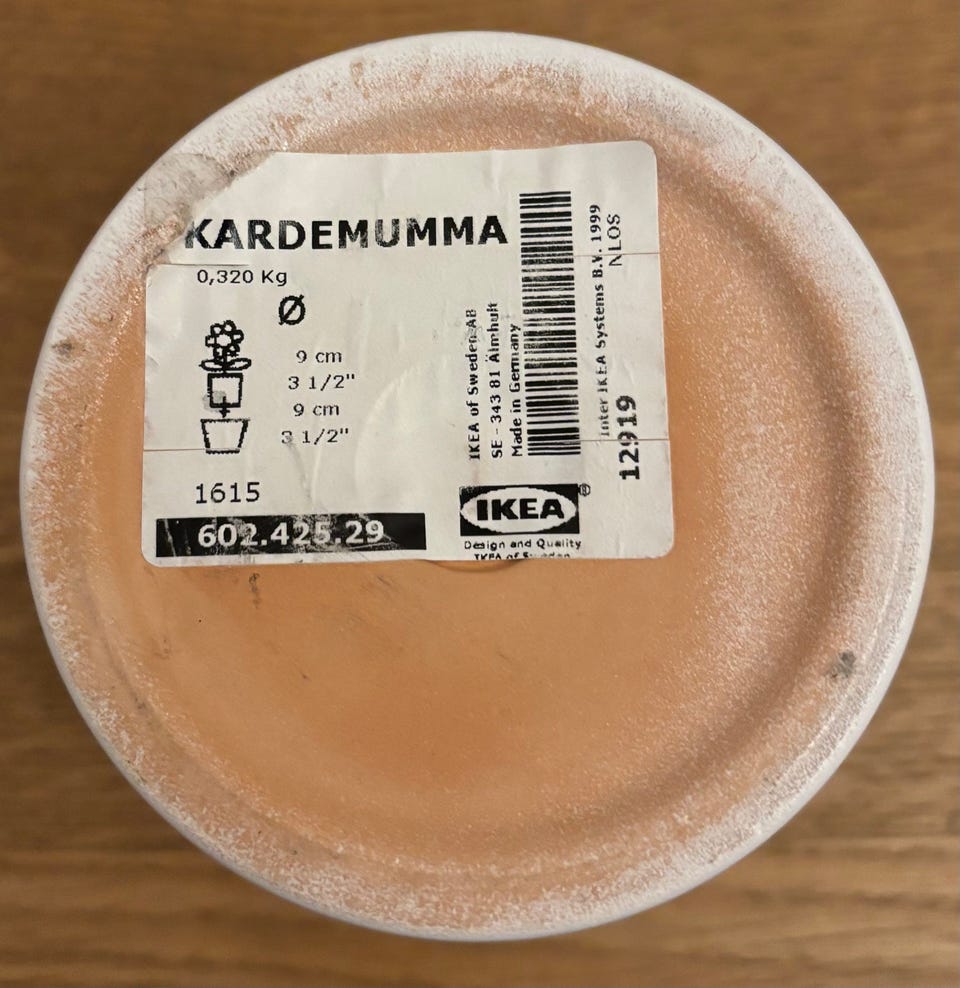 KARDEMUMMA
0,320 Kg
Ø
9 cm
3 1/2"
9 cm
3 1/2"
1615
602.425.29
IKEA of Sweden AB
SE - 343 81 Älmhult
Made in Germany
Inter IKEA Systems B.V. 1999
NLOS
12919
IKEA®
Design and Quality
IKEA of Sweden